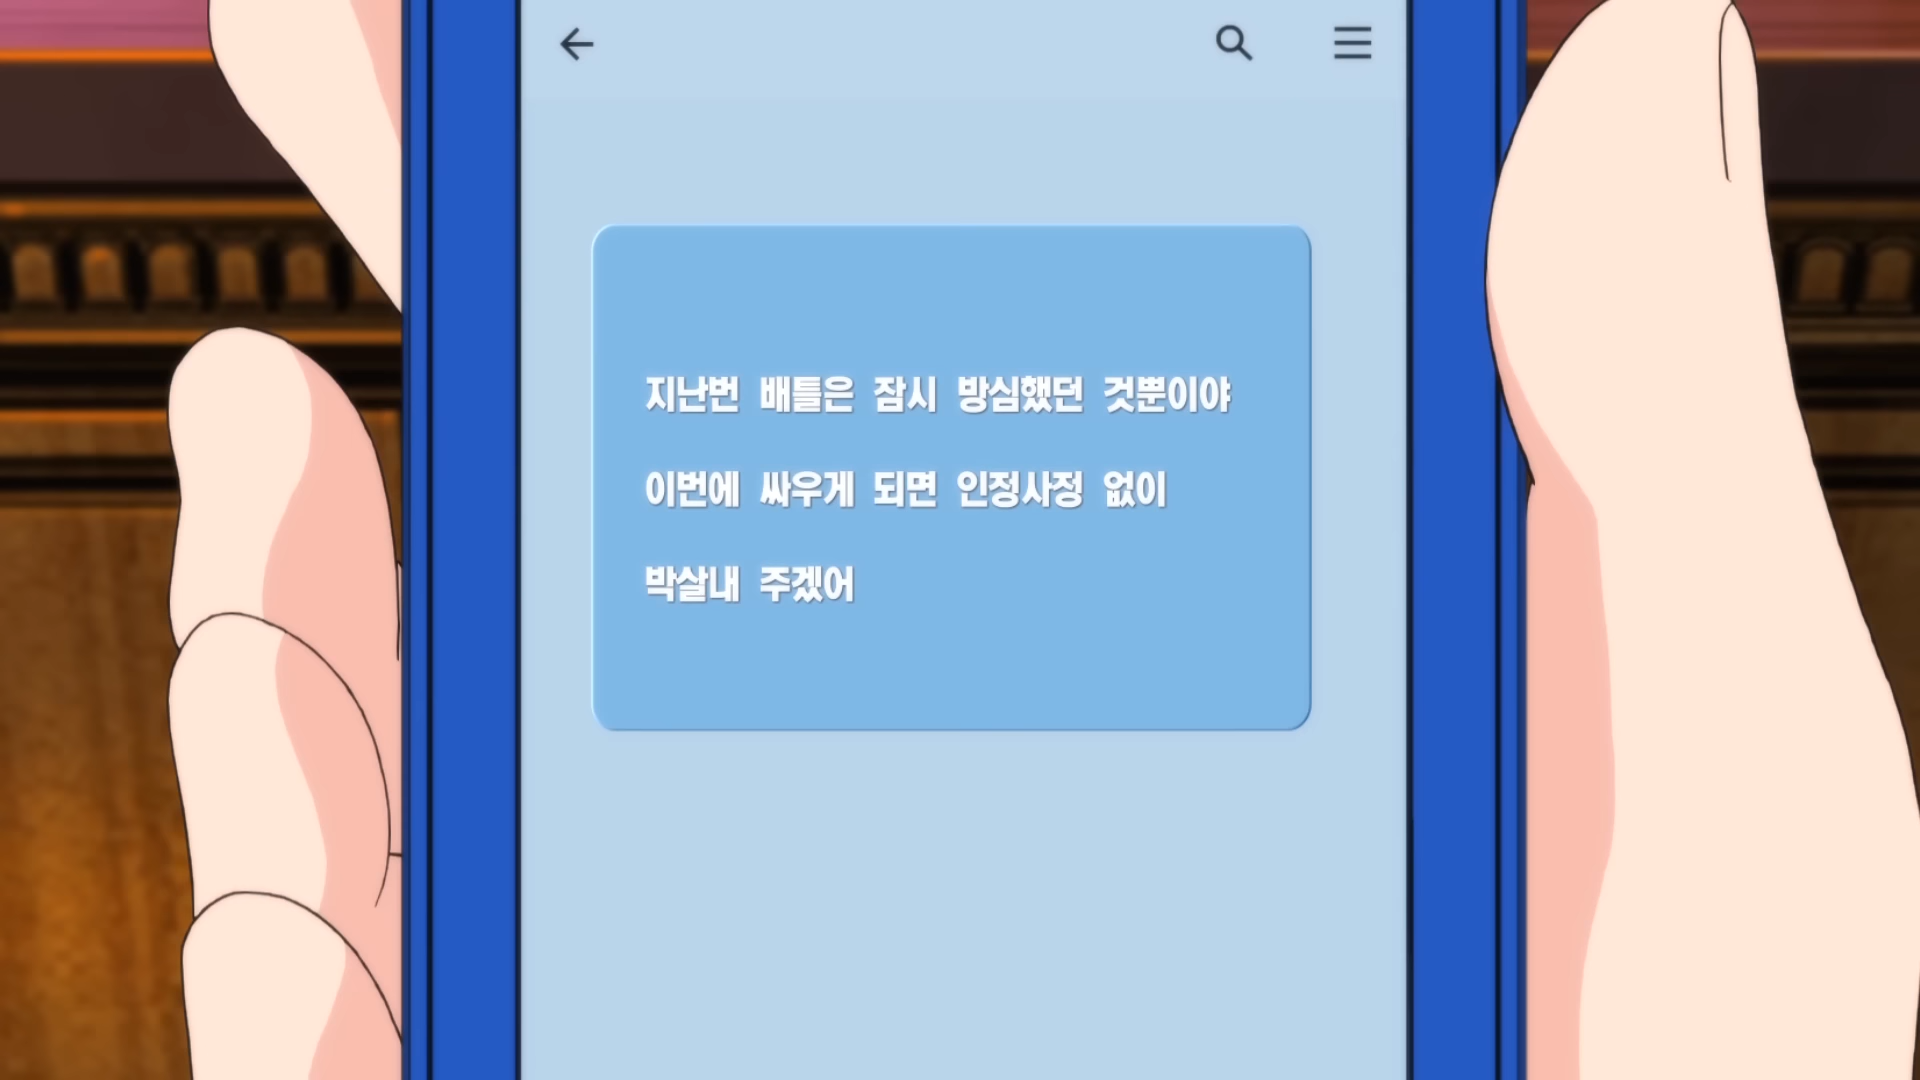 지난번 배틀은 잠시 방심했던 것뿐이야
이번에 싸우게 되면 인정사정 없이
박살내 주겠어